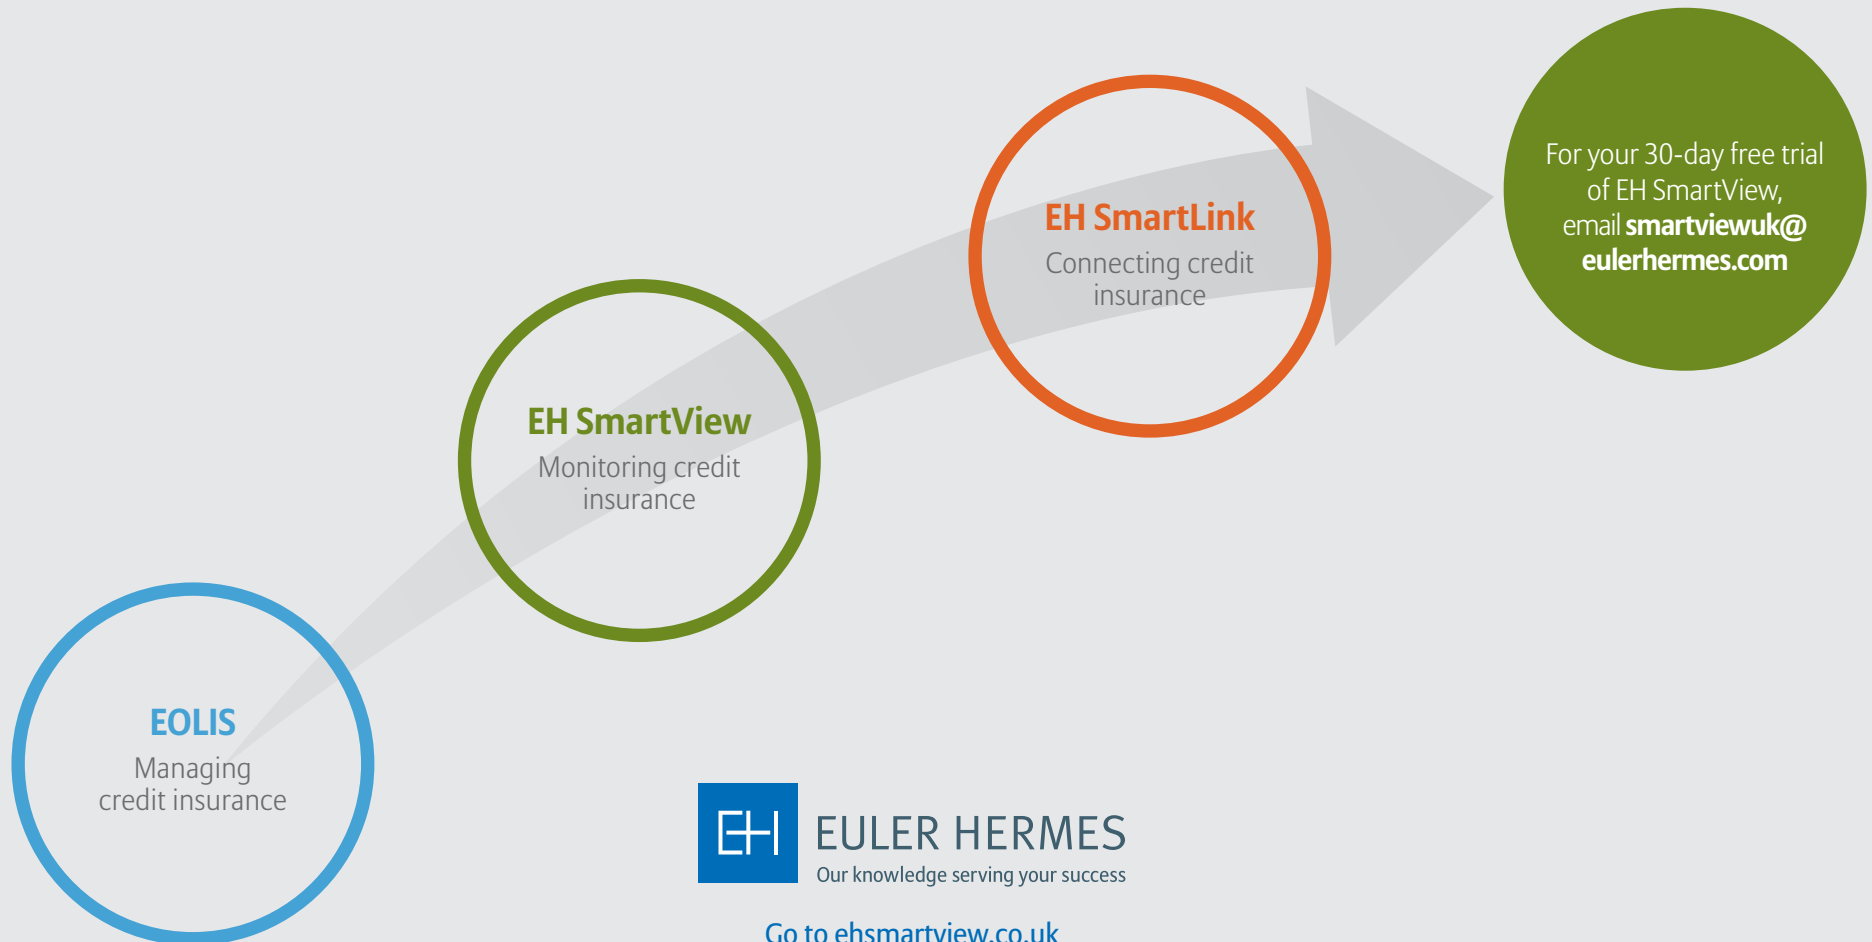 For your 30-day free trial
of EH SmartView,
email smartviewuk@
eulerhermes.com
EH SmartLink
Connecting credit
insurance
EH SmartView
Monitoring credit
insurance
EOLIS
Managing
credit insurance
EH
EULER HERMES
Our knowledge serving your success
Go to ehsmartview.co.uk